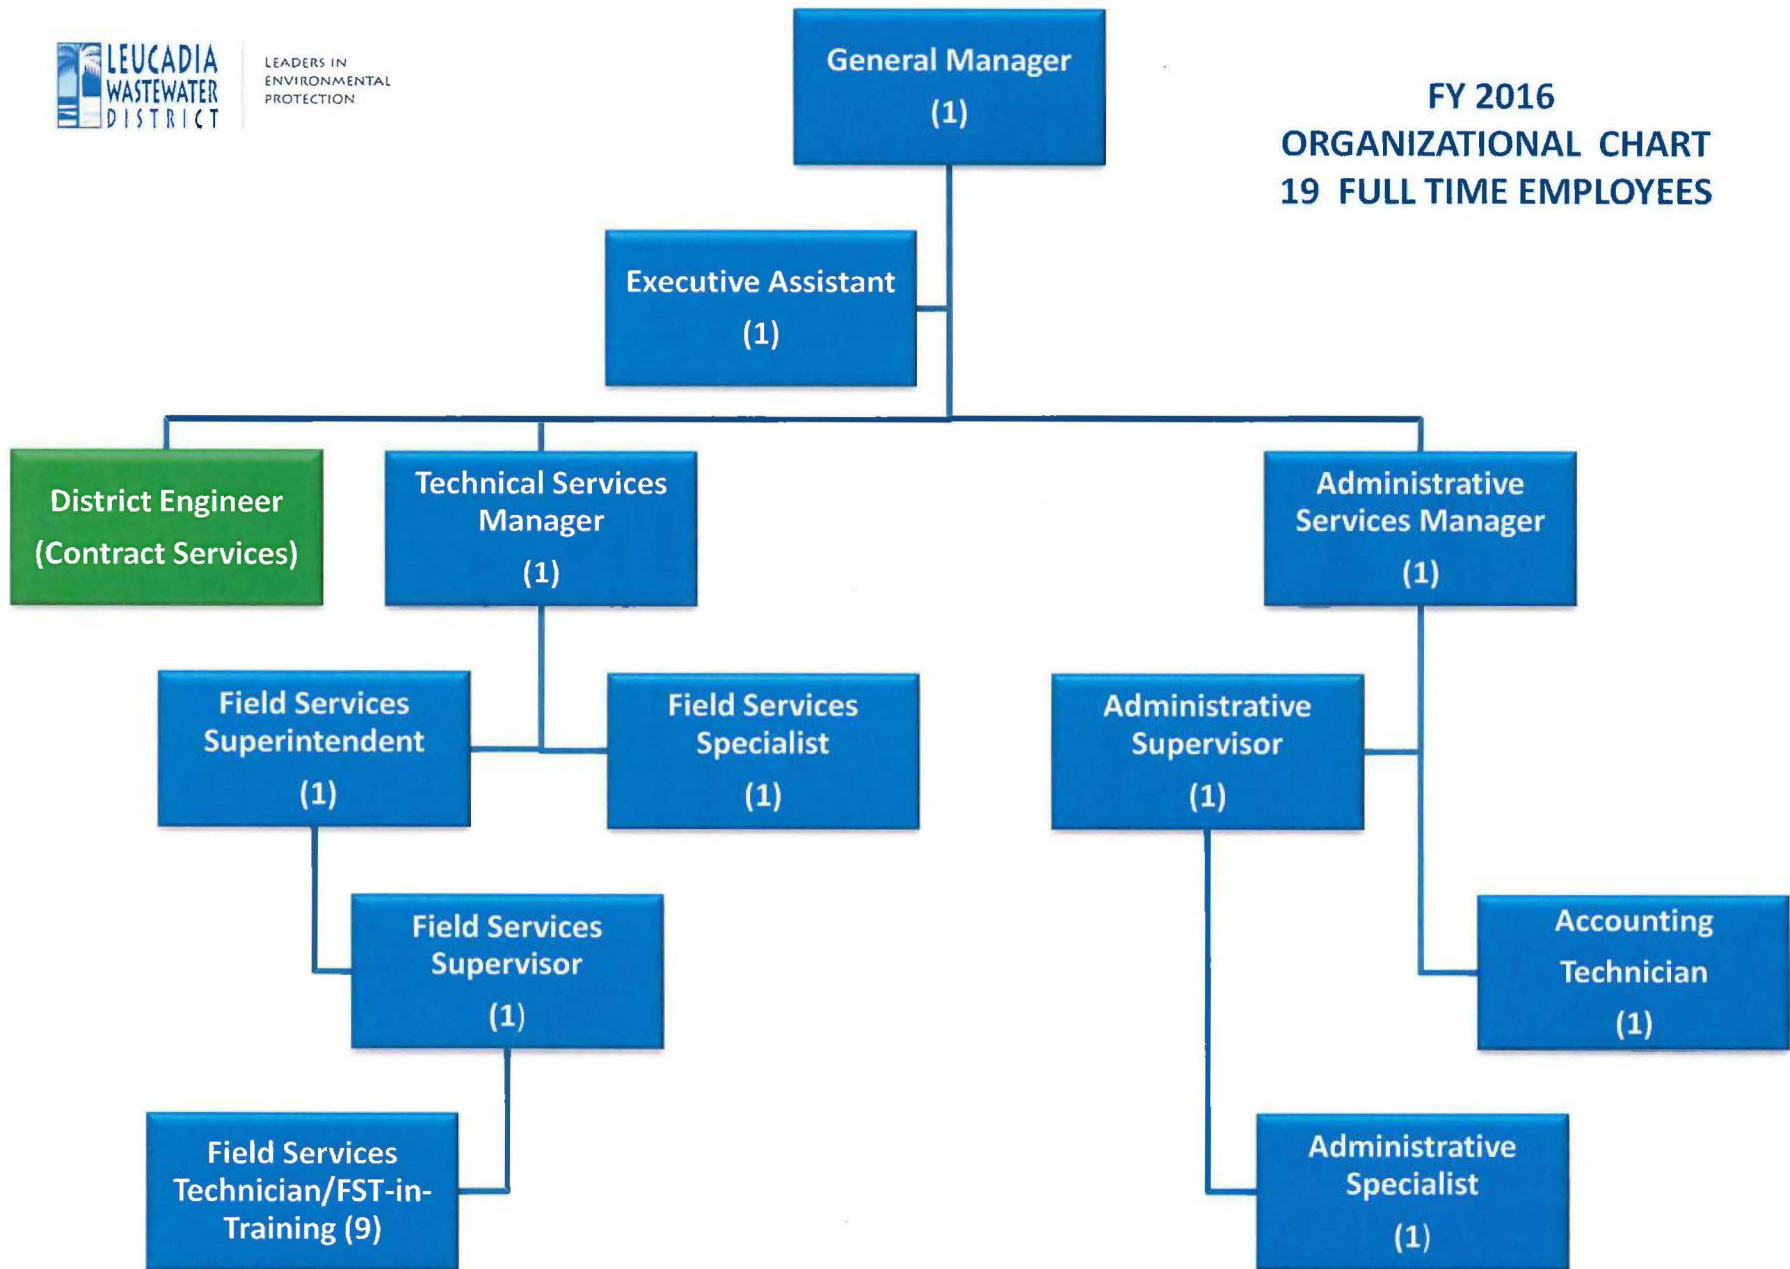 LEUCADIA
WASTEWATER
DISTRICT
LEADERS IN
ENVIRONMENTAL
PROTECTION
FY 2016
ORGANIZATIONAL CHART
19 FULL TIME EMPLOYEES
General Manager
(1)
Executive Assistant
(1)
District Engineer
(Contract Services)
Technical Services
Manager
(1)
Administrative
Services Manager
(1)
Field Services
Superintendent
(1)
Field Services
Specialist
(1)
Administrative
Supervisor
(1)
Field Services
Supervisor
(1)
Accounting
Technician
(1)
Field Services
Technician/FST-in-
Training (9)
Administrative
Specialist
(1)